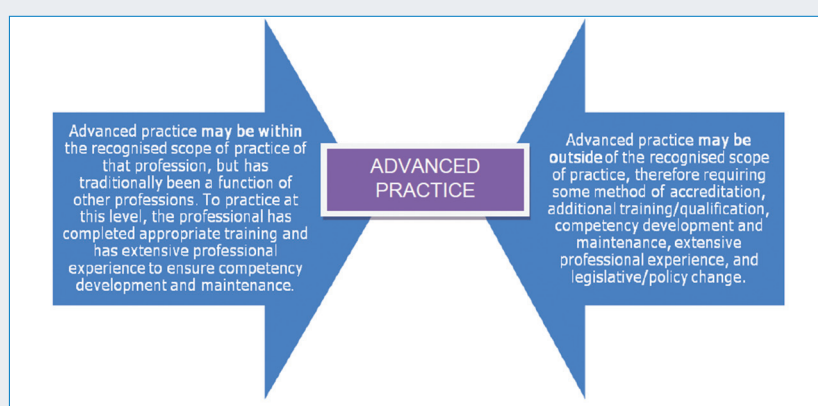 Advanced practice may be within
the recognised scope of practice of
that profession, but has
traditionally been a function of
other professions. To practice at
this level, the professional has
completed appropriate training and
has extensive professional
experience to ensure competency
development and maintenance.
ADVANCED
PRACTICE
Advanced practice may be
outside of the recognised scope
of practice, therefore requiring
some method of accreditation,
additional training/qualification,
competency development and
maintenance, extensive
professional experience, and
legislative/policy change.